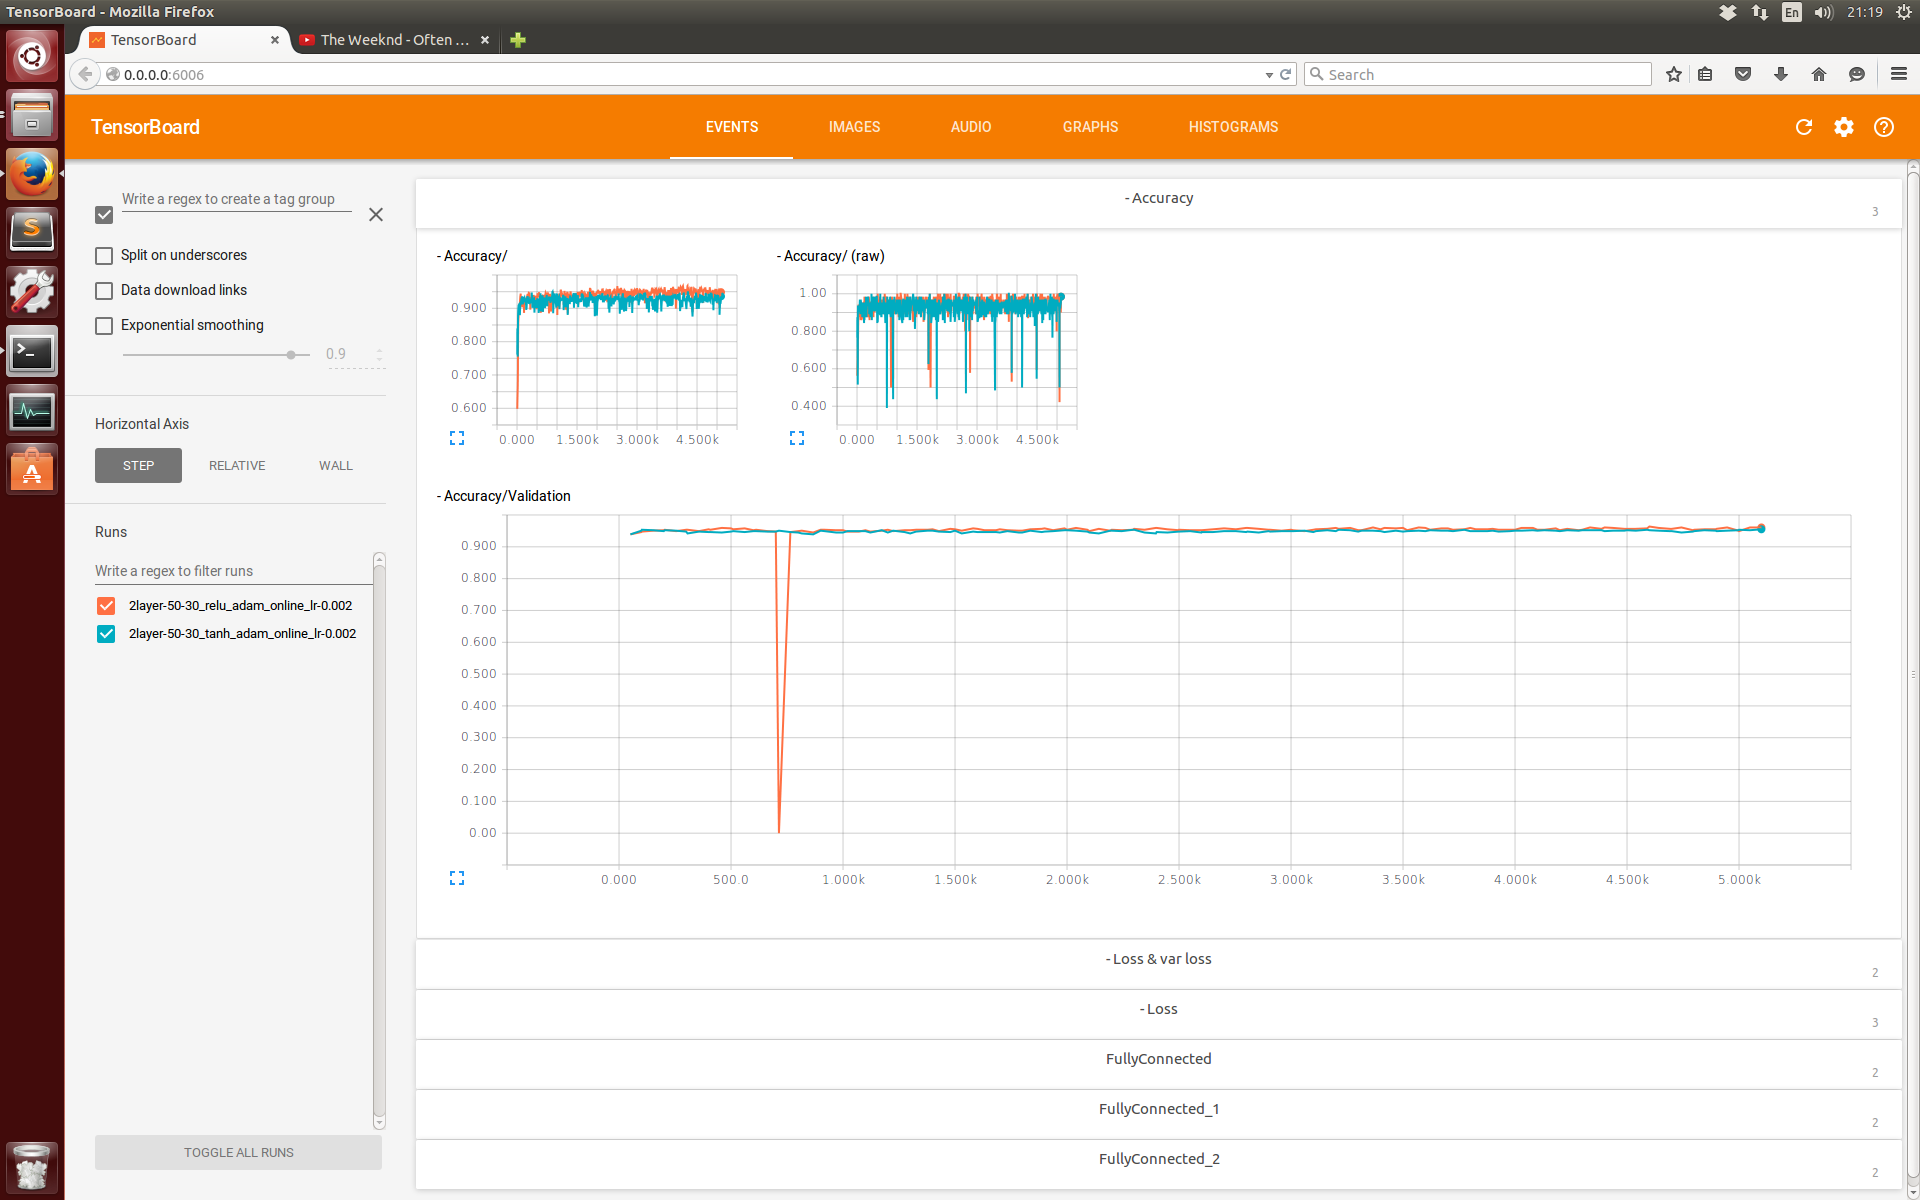 TensorBoard - Mozilla Firefox
En
21:19
TensorBoard
The Weeknd - Often ...
0.0.0.0:6006
Search
TensorBoard
EVENTS
IMAGES
AUDIO
GRAPHS
HISTOGRAMS
Write a regex to create a tag group
Split on underscores
Data download links
Exponential smoothing
0.9
Horizontal Axis
STEP
RELATIVE
WALL
Runs
Write a regex to filter runs
2layer-50-30_relu_adam_online_lr-0.002
2layer-50-30_tanh_adam_online_lr-0.002
TOGGLE ALL RUNS
- Accuracy
3
- Accuracy/
0.900
0.800
0.700
0.600
0.000 1.500k 3.000k 4.500k
- Accuracy/ (raw)
1.00
0.800
0.600
0.400
0.000 1.500k 3.000k 4.500k
- Accuracy/Validation
0.900
0.800
0.700
0.600
0.500
0.400
0.300
0.200
0.100
0.00
0.000 500.0 1.000k 1.500k 2.000k 2.500k 3.000k 3.500k 4.000k 4.500k 5.000k
- Loss & var loss
2
- Loss
3
FullyConnected
2
FullyConnected_1
2
FullyConnected_2
2